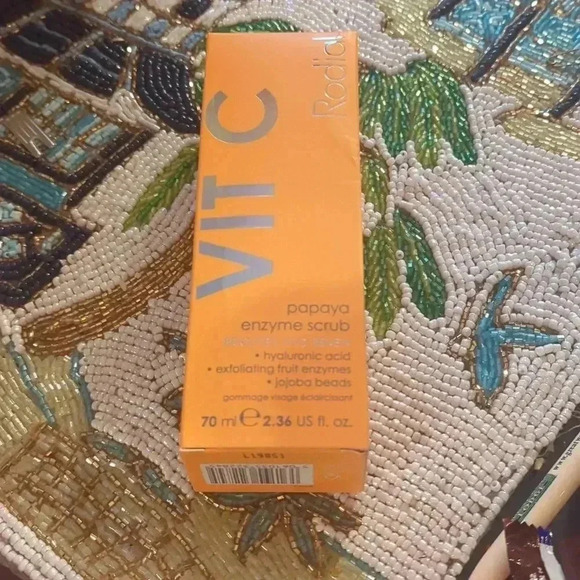 Rodial
VIT C
papaya
enzyme scrub
• hyaluronic acid
• exfoliating fruit enzymes
• jojoba beads
gommage visage éclaircissant
70 ml e 2.36 US fl. oz.